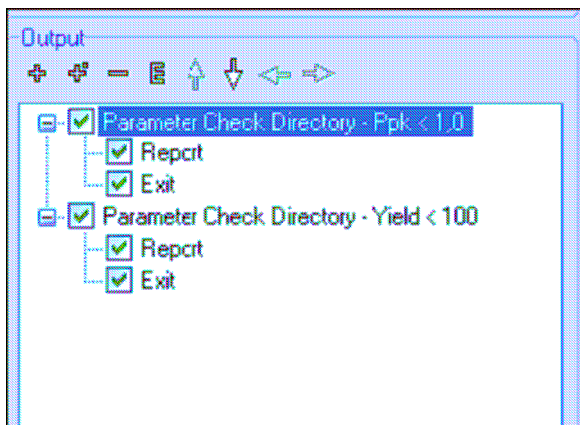 Output
E
Parameter Check Directory - Ppk < 1.0
Report
Exit
Parameter Check Directory - Yield < 100
Report
Exit